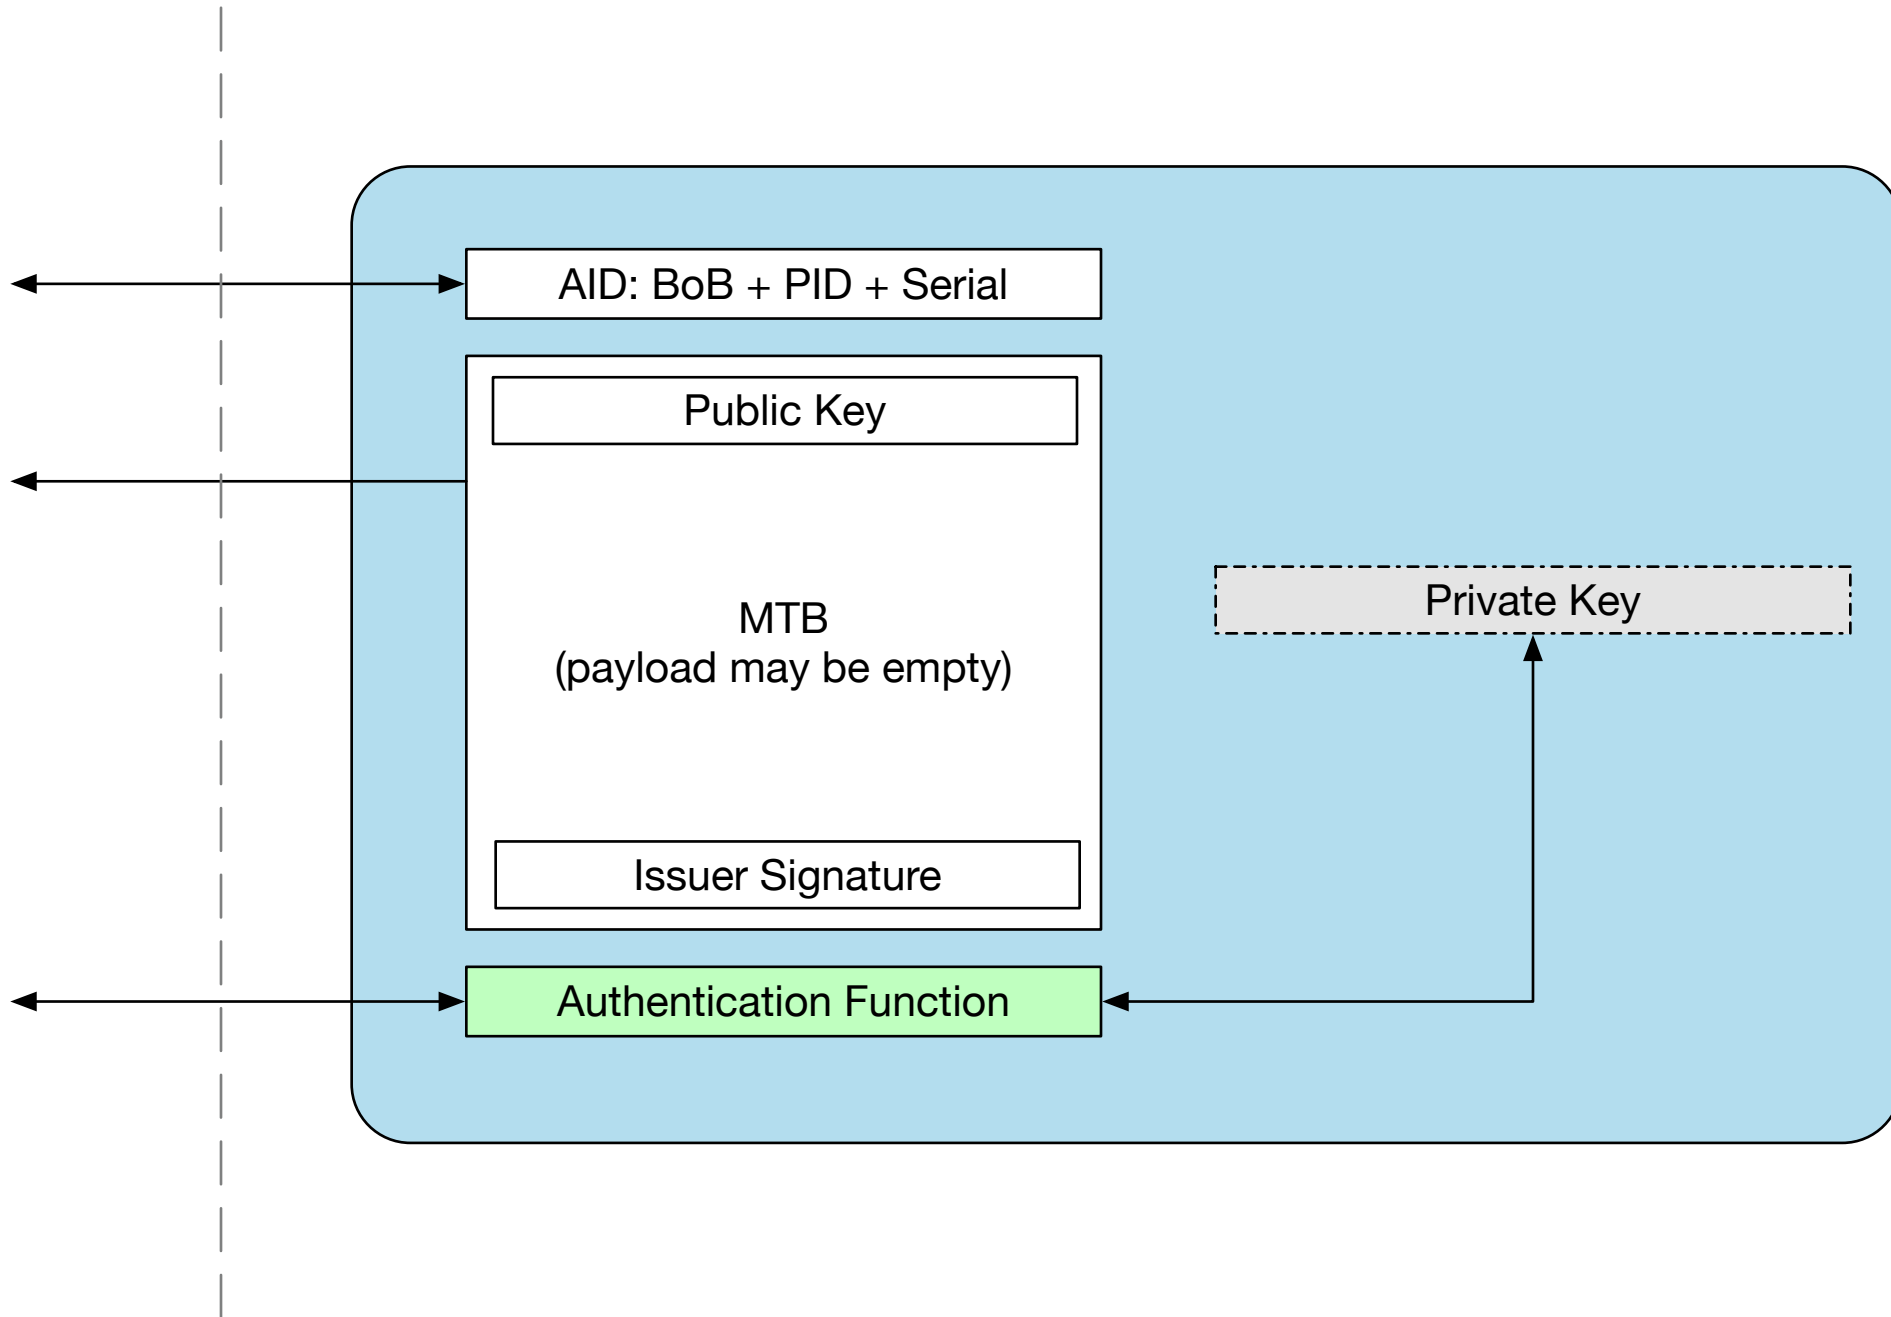 AID: BoB + PID + Serial
Public Key
MTB
(payload may be empty)
Private Key
Issuer Signature
Authentication Function